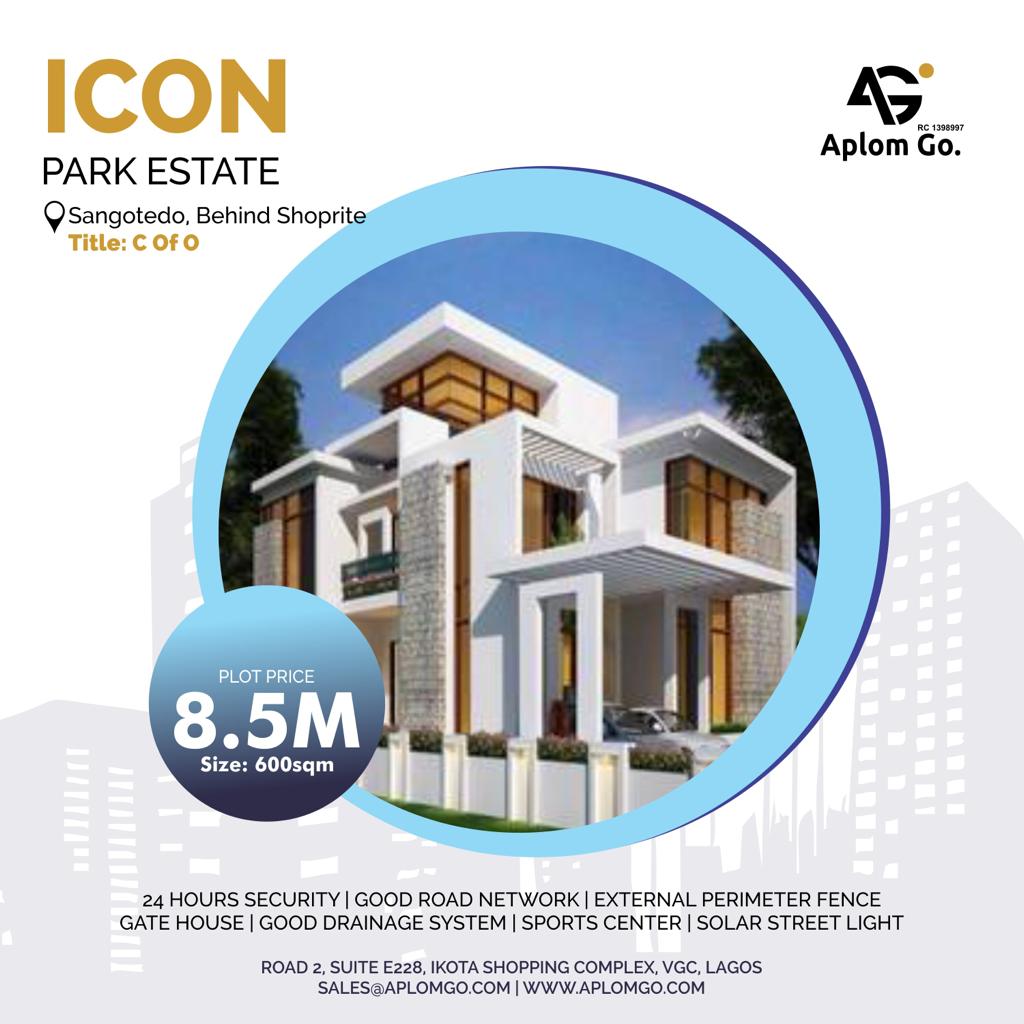 ICON
PARK ESTATE
Sangotedo, Behind Shoprite
Title: C Of O
AG
RC 1398997
Aplom Go.
PLOT PRICE
8.5M
Size: 600sqm
24 HOURS SECURITY | GOOD ROAD NETWORK | EXTERNAL PERIMETER FENCE
GATE HOUSE | GOOD DRAINAGE SYSTEM | SPORTS CENTER | SOLAR STREET LIGHT
ROAD 2, SUITE E228, IKOTA SHOPPING COMPLEX, VGC, LAGOS
SALES@APLOMGO.COM | WWW.APLOMGO.COM